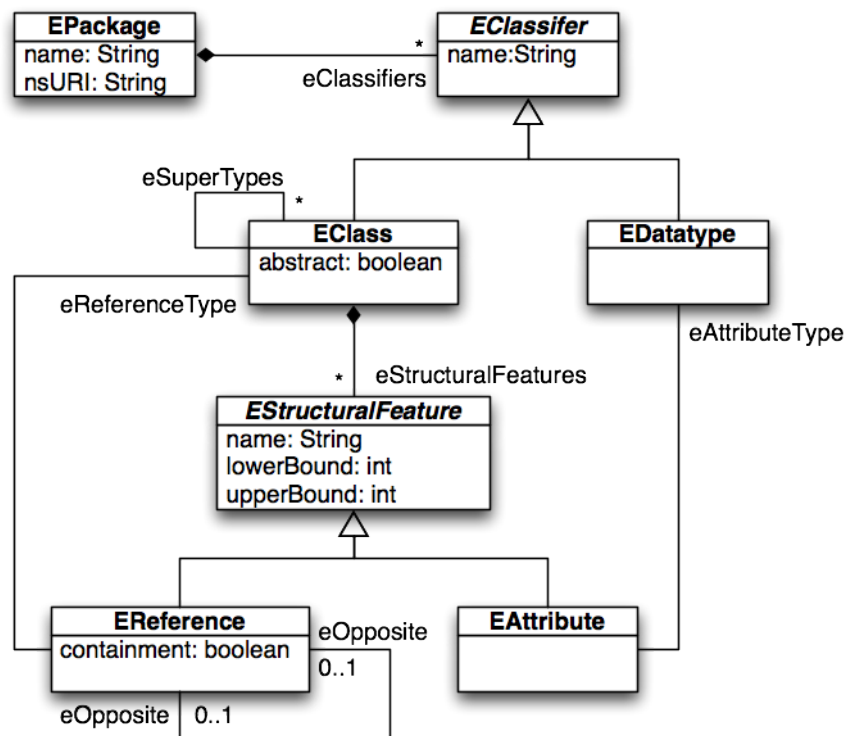 EPackage
name: String
nsURI: String
*
eClassifiers
EClassifer
name:String
eSuperTypes
*
EClass
abstract: boolean
EDatatype
eReferenceType
eAttributeType
*
eStructuralFeatures
EStructuralFeature
name: String
lowerBound: int
upperBound: int
EReference
containment: boolean
eOpposite
0..1
EAttribute
eOpposite
0..1